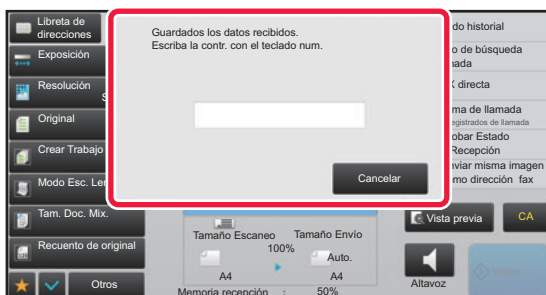 Libreta de
direcciones
Exposición
Resolución
Original
Crear Trabajo
Modo Esc. Le
Tam. Doc. Mix.
Recuento de original
Otros
Guardados los datos recibidos.
Escriba la contr. con el teclado num.
Cancelar
Tamaño Escaneo
Tamaño Envío
100%
Auto.
A4
A4
Memoria recepción : 50%
do historial
o de búsqueda
directa
ma de llamada
egistrados de llamada
obar Estado
Recepción
viar misma imagen
mo dirección fax
Vista previa
CA
Altavoz